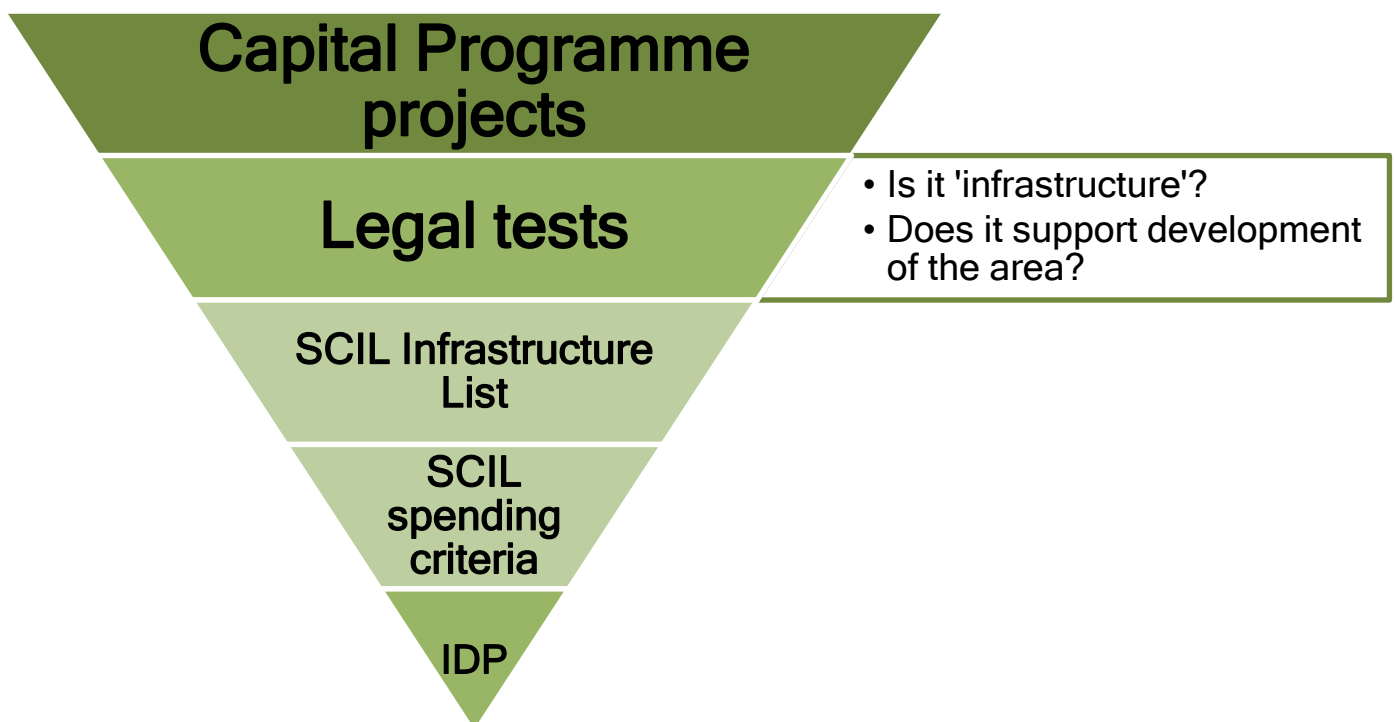 Capital Programme
projects
Legal tests
• Is it 'infrastructure'?
• Does it support development
of the area?
SCIL Infrastructure
List
SCIL
spending
criteria
IDP